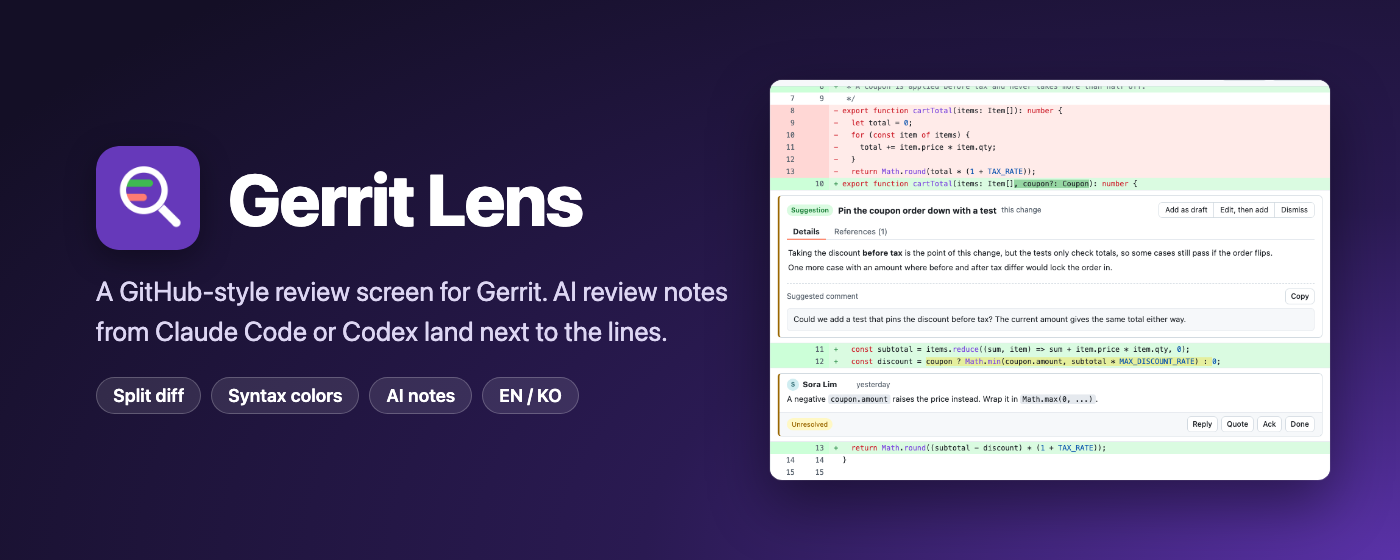 Gerrit Lens
A GitHub-style review screen for Gerrit. AI review notes
from Claude Code or Codex land next to the lines.
Split diff
Syntax colors
AI notes
EN / KO
7 9 */
8 − export function cartTotal(items: Item[]): number {
9 − let total = 0;
10 − for (const item of items) {
11 − total += item.price * item.qty;
12 − }
13 − return Math.round(total * (1 + TAX_RATE));
10 + export function cartTotal(items: Item[], coupon?: Coupon): number {
Suggestion Pin the coupon order down with a test this change Add as draft Edit, then add Dismiss
Details References (1)
Taking the discount before tax is the point of this change, but the tests only check totals, so some cases still pass if the order flips.
One more case with an amount where before and after tax differ would lock the order in.
Suggested comment Copy
Could we add a test that pins the discount before tax? The current amount gives the same total either way.
11 + const subtotal = items.reduce((sum, item) => sum + item.price * item.qty, 0);
12 + const discount = coupon ? Math.min(coupon.amount, subtotal * MAX_DISCOUNT_RATE) : 0;
S Sora Lim yesterday
A negative coupon.amount raises the price instead. Wrap it in Math.max(0, ...).
Unresolved Reply Quote Ack Done
13 + return Math.round((subtotal − discount) * (1 + TAX_RATE));
14 14 }
15 15